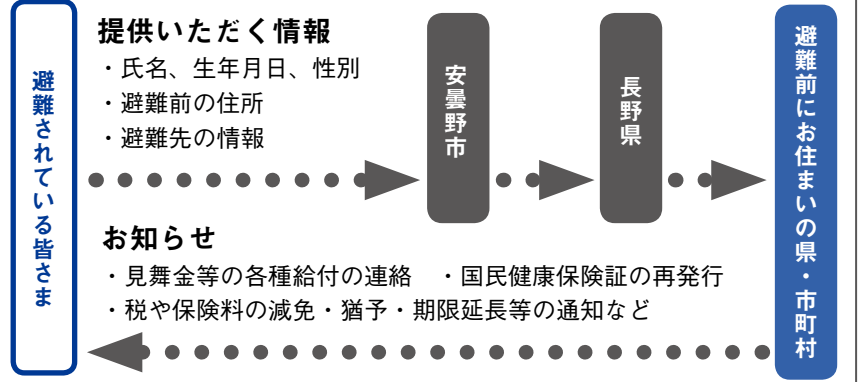 避難されている皆さま
提供いただく情報
・氏名、生年月日、性別
・避難前の住所
・避難先の情報
安曇野市
長野県
避難前にお住まいの県・市町村
お知らせ
・見舞金等の各種給付の連絡　・国民健康保険証の再発行
・税や保険料の減免・猶予・期限延長等の通知など